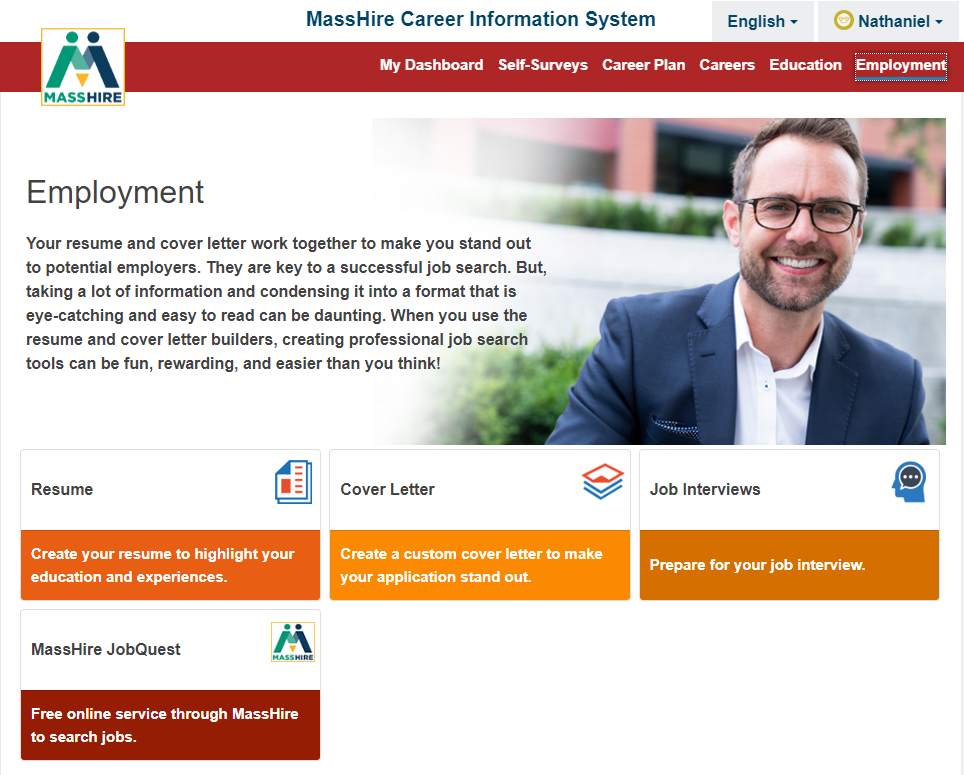 MassHire Career Information System
English
Nathaniel
MASSHIRE
My Dashboard Self-Surveys Career Plan Careers Education Employment
Employment
Your resume and cover letter work together to make you stand out
to potential employers. They are key to a successful job search. But,
taking a lot of information and condensing it into a format that is
eye-catching and easy to read can be daunting. When you use the
resume and cover letter builders, creating professional job search
tools can be fun, rewarding, and easier than you think!
Resume
Create your resume to highlight your
education and experiences.
Cover Letter
Create a custom cover letter to make
your application stand out.
Job Interviews
Prepare for your job interview.
MassHire JobQuest
MASSHIRE
Free online service through MassHire
to search jobs.